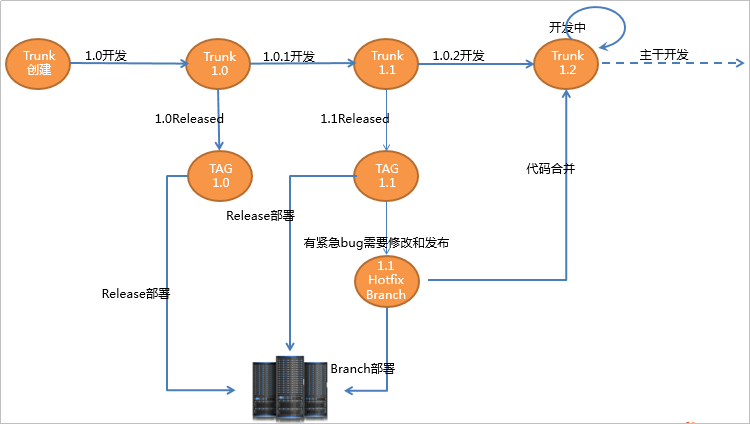 开发中
Trunk
创建
1.0开发
Trunk
1.0
1.0.1开发
Trunk
1.1
1.0.2开发
Trunk
1.2
主干开发
1.0Released
1.1Released
TAG
1.0
TAG
1.1
代码合并
Release部署
有紧急bug需要修改和发布
1.1
Hotfix
Branch
Release部署
Branch部署